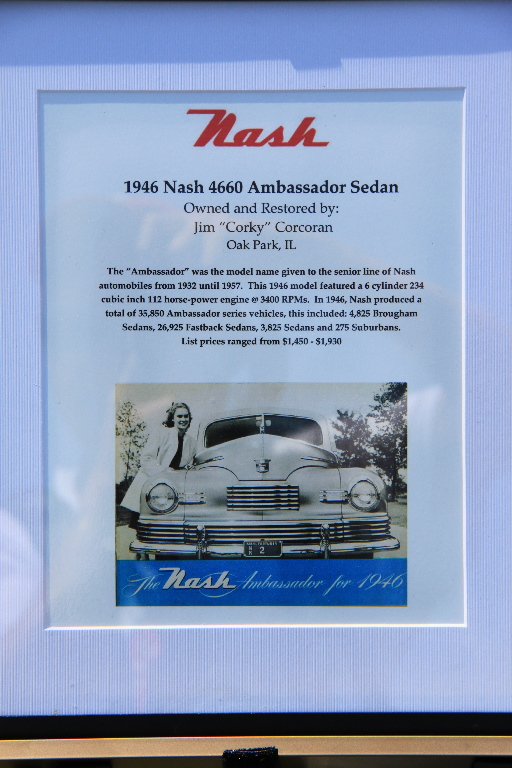 Nash
1946 Nash 4660 Ambassador Sedan
Owned and Restored by:
Jim "Corky" Corcoran
Oak Park, IL
The "Ambassador" was the model name given to the senior line of Nash
automobiles from 1932 until 1957. This 1946 model featured a 6 cylinder 234
cubic inch 112 horse-power engine @ 3400 RPMs. In 1946, Nash produced a
total of 35,850 Ambassador series vehicles, this included: 4,825 Brougham
Sedans, 26,925 Fastback Sedans, 3,825 Sedans and 275 Suburbans.
List prices ranged from $1,450 - $1,930
2
The Nash Ambassador for 1946